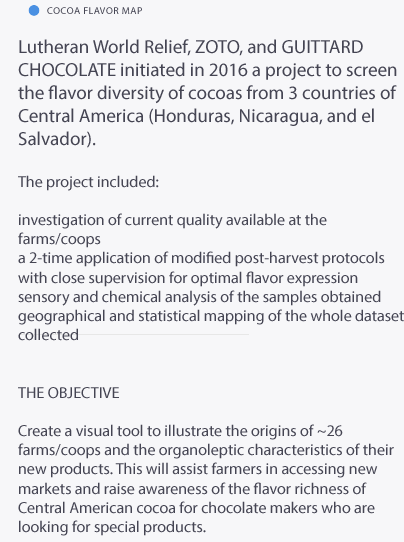 COCOA FLAVOR MAP
Lutheran World Relief, ZOTO, and GUITTARD
CHOCOLATE initiated in 2016 a project to screen
the flavor diversity of cocoas from 3 countries of
Central America (Honduras, Nicaragua, and el
Salvador).
The project included:
investigation of current quality available at the
farms/coops
a 2-time application of modified post-harvest protocols
with close supervision for optimal flavor expression
sensory and chemical analysis of the samples obtained
geographical and statistical mapping of the whole dataset
collected
THE OBJECTIVE
Create a visual tool to illustrate the origins of ~26
farms/coops and the organoleptic characteristics of their
new products. This will assist farmers in accessing new
markets and raise awareness of the flavor richness of
Central American cocoa for chocolate makers who are
looking for special products.